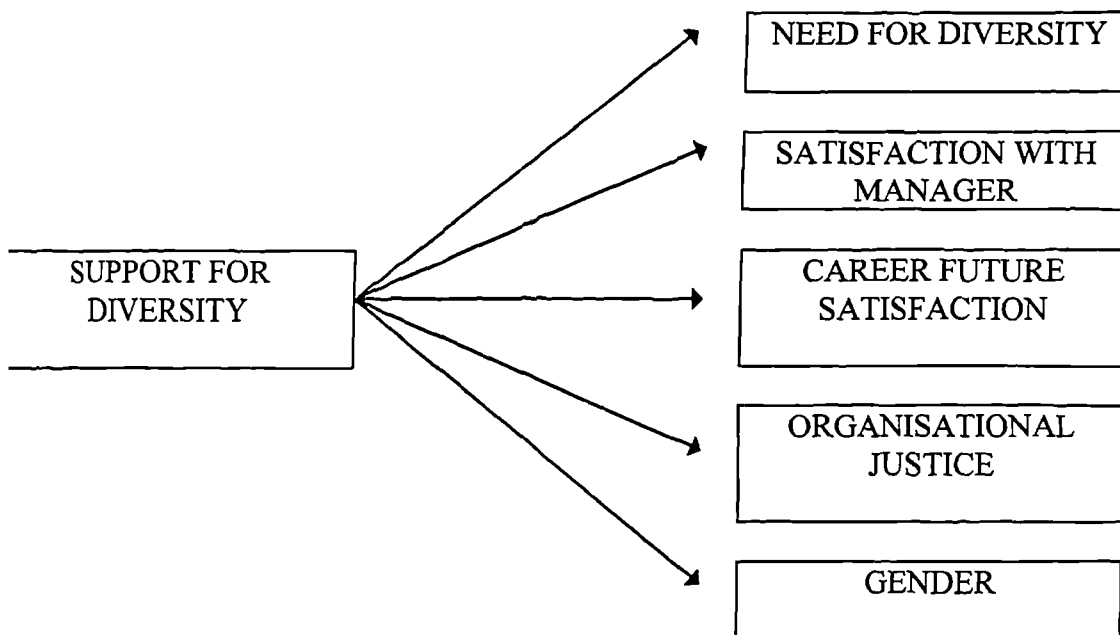 NEED FOR DIVERSITY
SATISFACTION WITH
MANAGER
SUPPORT FOR
DIVERSITY
CAREER FUTURE
SATISFACTION
ORGANISATIONAL
JUSTICE
GENDER